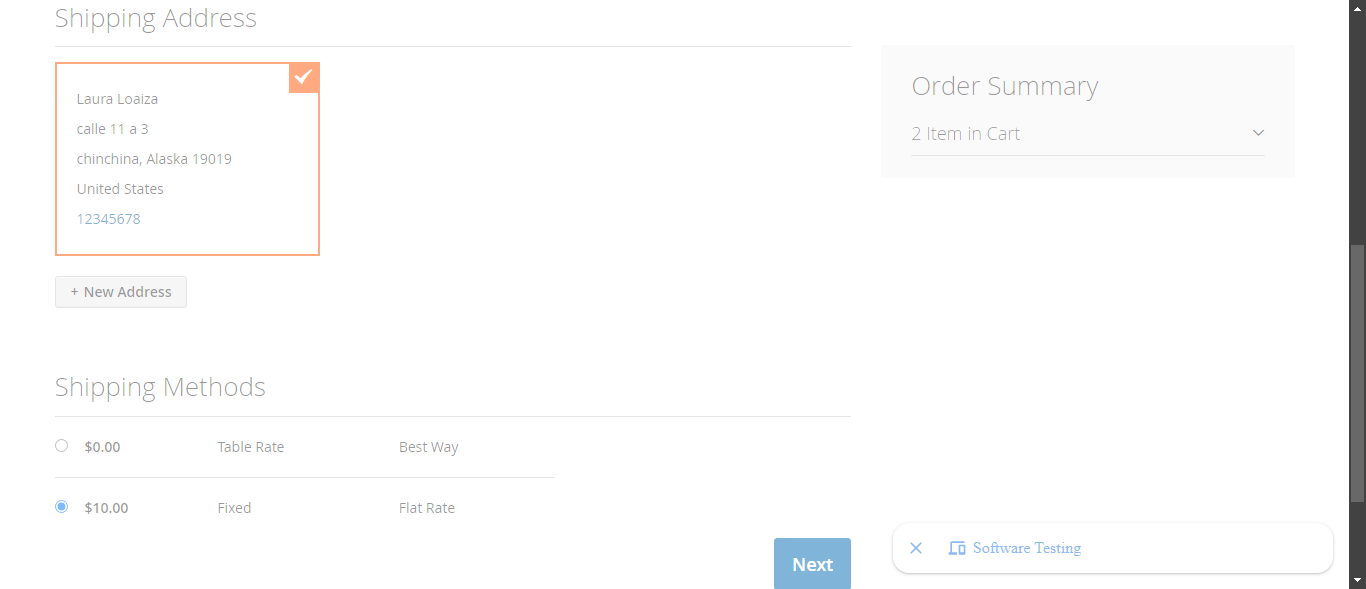 Shipping Address
Laura Loaiza
calle 11 a 3
chinchina, Alaska 19019
United States
12345678
+ New Address
Order Summary
2 Item in Cart
Shipping Methods
$0.00 Table Rate Best Way
$10.00 Fixed Flat Rate
Next
Software Testing